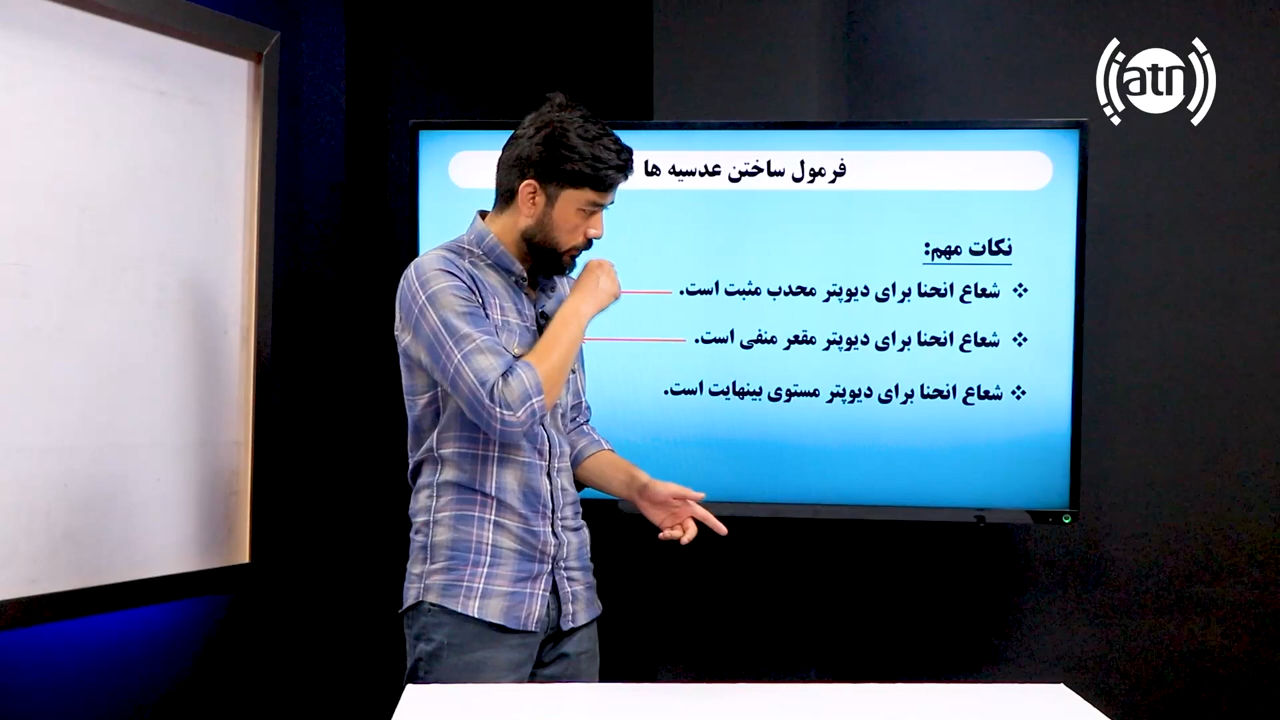 atn
فرمول ساختن عدسیه ها
نکات مهم:
❖ شعاع انحنا برای دیوپتر محدب مثبت است.
❖ شعاع انحنا برای دیوپتر مقعر منفی است.
❖ شعاع انحنا برای دیوپتر مستوی بینهایت است.